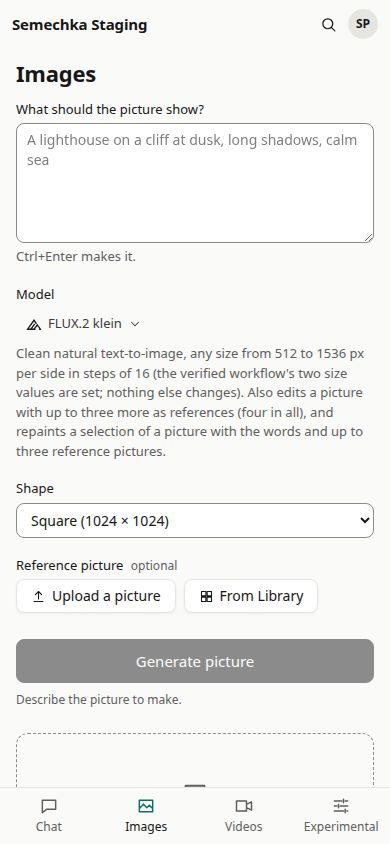 Semechka Staging
SP
Images
What should the picture show?
A lighthouse on a cliff at dusk, long shadows, calm
sea
Ctrl+Enter makes it.
Model
FLUX.2 klein
Clean natural text-to-image, any size from 512 to 1536 px
per side in steps of 16 (the verified workflow's two size
values are set; nothing else changes). Also edits a picture
with up to three more as references (four in all), and
repaints a selection of a picture with the words and up to
three reference pictures.
Shape
Square (1024 × 1024)
Reference picture optional
Upload a picture
From Library
Generate picture
Describe the picture to make.
Chat
Images
Videos
Experimental